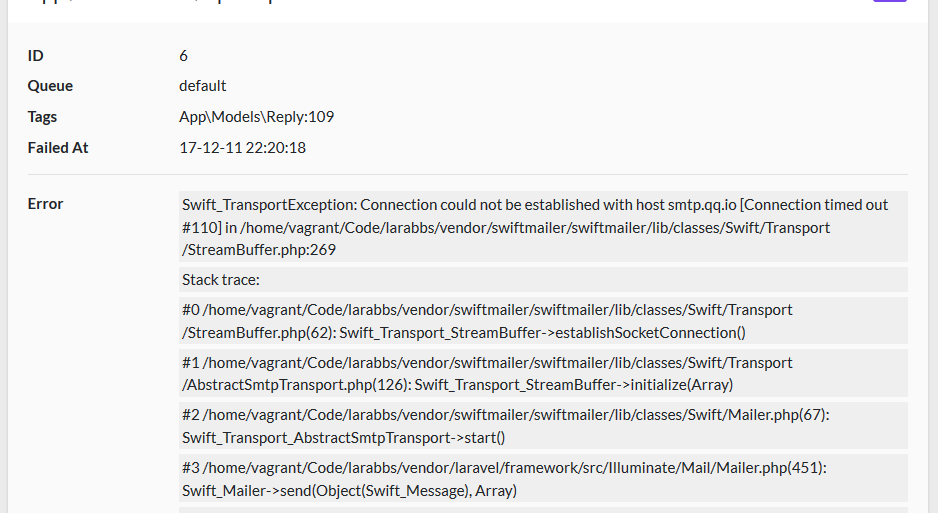 ID 6
Queue default
Tags App\Models\Reply:109
Failed At 17-12-11 22:20:18
Error Swift_TransportException: Connection could not be established with host smtp.qq.io [Connection timed out
#110] in /home/vagrant/Code/larabbs/vendor/swiftmailer/swiftmailer/lib/classes/Swift/Transport
/StreamBuffer.php:269
Stack trace:
#0 /home/vagrant/Code/larabbs/vendor/swiftmailer/swiftmailer/lib/classes/Swift/Transport
/StreamBuffer.php(62): Swift_Transport_StreamBuffer->establishSocketConnection()
#1 /home/vagrant/Code/larabbs/vendor/swiftmailer/swiftmailer/lib/classes/Swift/Transport
/AbstractSmtpTransport.php(126): Swift_Transport_StreamBuffer->initialize(Array)
#2 /home/vagrant/Code/larabbs/vendor/swiftmailer/swiftmailer/lib/classes/Swift/Mailer.php(67):
Swift_Transport_AbstractSmtpTransport->start()
#3 /home/vagrant/Code/larabbs/vendor/laravel/framework/src/Illuminate/Mail/Mailer.php(451):
Swift_Mailer->send(Object(Swift_Message), Array)